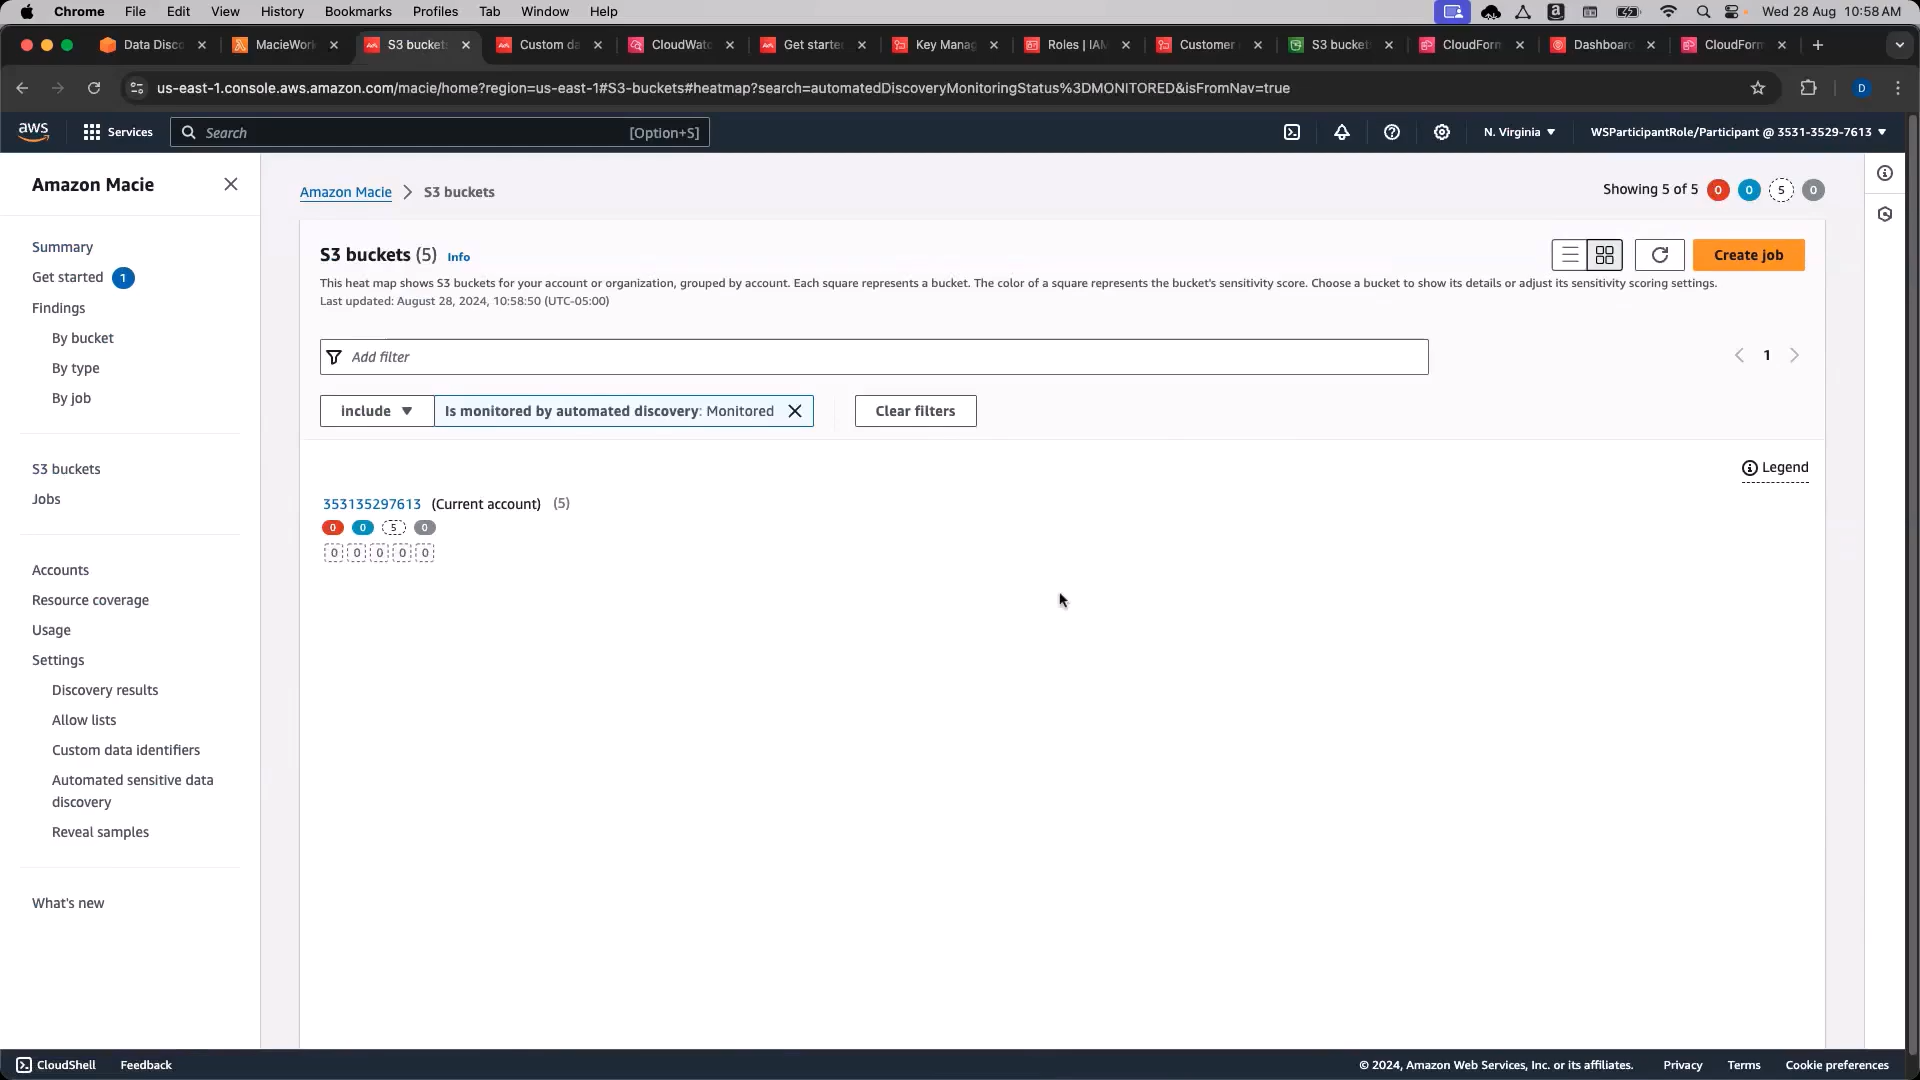 Chrome File Edit View History Bookmarks Profiles Tab Window Help Wed 28 Aug 10:58 AM
Data Disco MacieWork S3 bucket Custom da CloudWat Get starte Key Manag Roles | IAM Customer S3 bucket CloudForm Dashboard CloudForm
us-east-1.console.aws.amazon.com/macie/home?region=us-east-1#S3-buckets#heatmap?search=automatedDiscoveryMonitoringStatus%3DMONITORED&isFromNav=true D
aws Services Search [Option+S] N. Virginia WSParticipantRole/Participant @ 3531-3529-7613
Amazon Macie
Summary
Get started 1
Findings
By bucket
By type
By job
S3 buckets
Jobs
Accounts
Resource coverage
Usage
Settings
Discovery results
Allow lists
Custom data identifiers
Automated sensitive data
discovery
Reveal samples
What's new
Amazon Macie > S3 buckets
Showing 5 of 5 0 0 5 0
S3 buckets (5) Info
Create job
This heat map shows S3 buckets for your account or organization, grouped by account. Each square represents a bucket. The color of a square represents the bucket's sensitivity score. Choose a bucket to show its details or adjust its sensitivity scoring settings.
Last updated: August 28, 2024, 10:58:50 (UTC-05:00)
Add filter
1
include Is monitored by automated discovery: Monitored Clear filters
Legend
353135297613 (Current account) (5)
0 0 5 0
0 0 0 0 0
CloudShell Feedback © 2024, Amazon Web Services, Inc. or its affiliates. Privacy Terms Cookie preferences